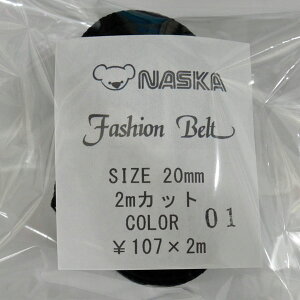 NASKA
Fashion Belt
SIZE 20mm
2mカット
COLOR 01
¥107×2m